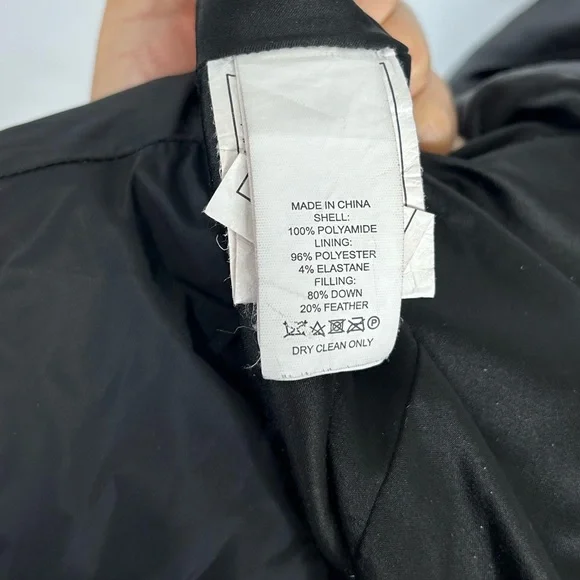 MADE IN CHINA
SHELL:
100% POLYAMIDE
LINING:
96% POLYESTER
4% ELASTANE
FILLING:
80% DOWN
20% FEATHER
P
DRY CLEAN ONLY